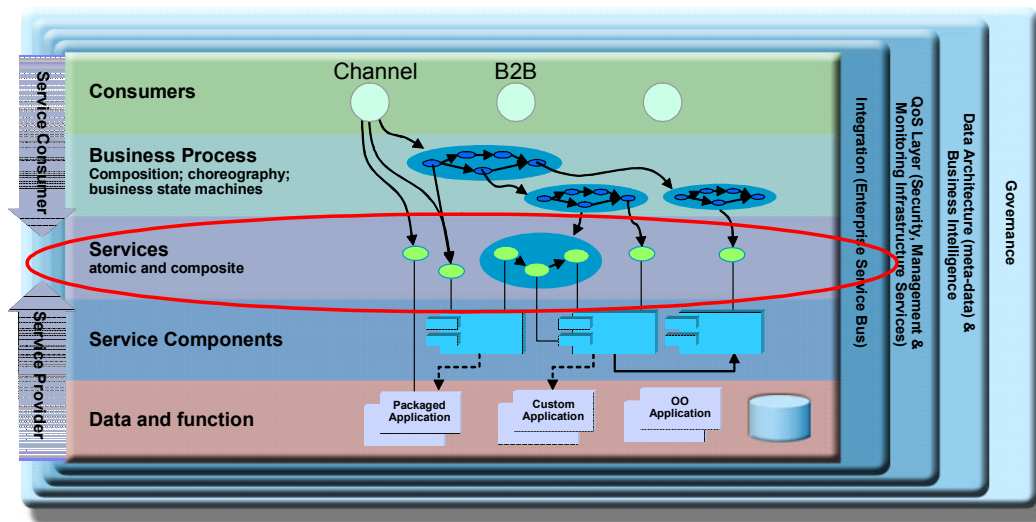 Channel
B2B
Consumers
Business Process
Composition; choreography;
business state machines
Services
atomic and composite
Service Components
Data and function
Packaged
Application
Custom
Application
OO
Application
Service Consumer
Service Provider
Integration (Enterprise Service Bus)
QoS Layer (Security, Management &
Monitoring Infrastructure Services)
Data Architecture (meta-data) &
Business Intelligence
Governance